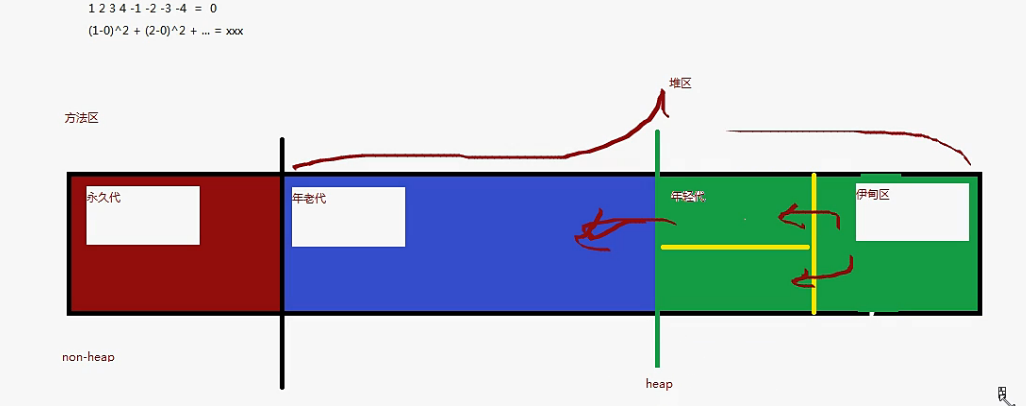 1 2 3 4 -1 -2 -3 -4 = 0
(1-0)^2 + (2-0)^2 + ... = xxx
堆区
方法区
永久代
年老代
年轻代
伊甸区
non-heap
heap